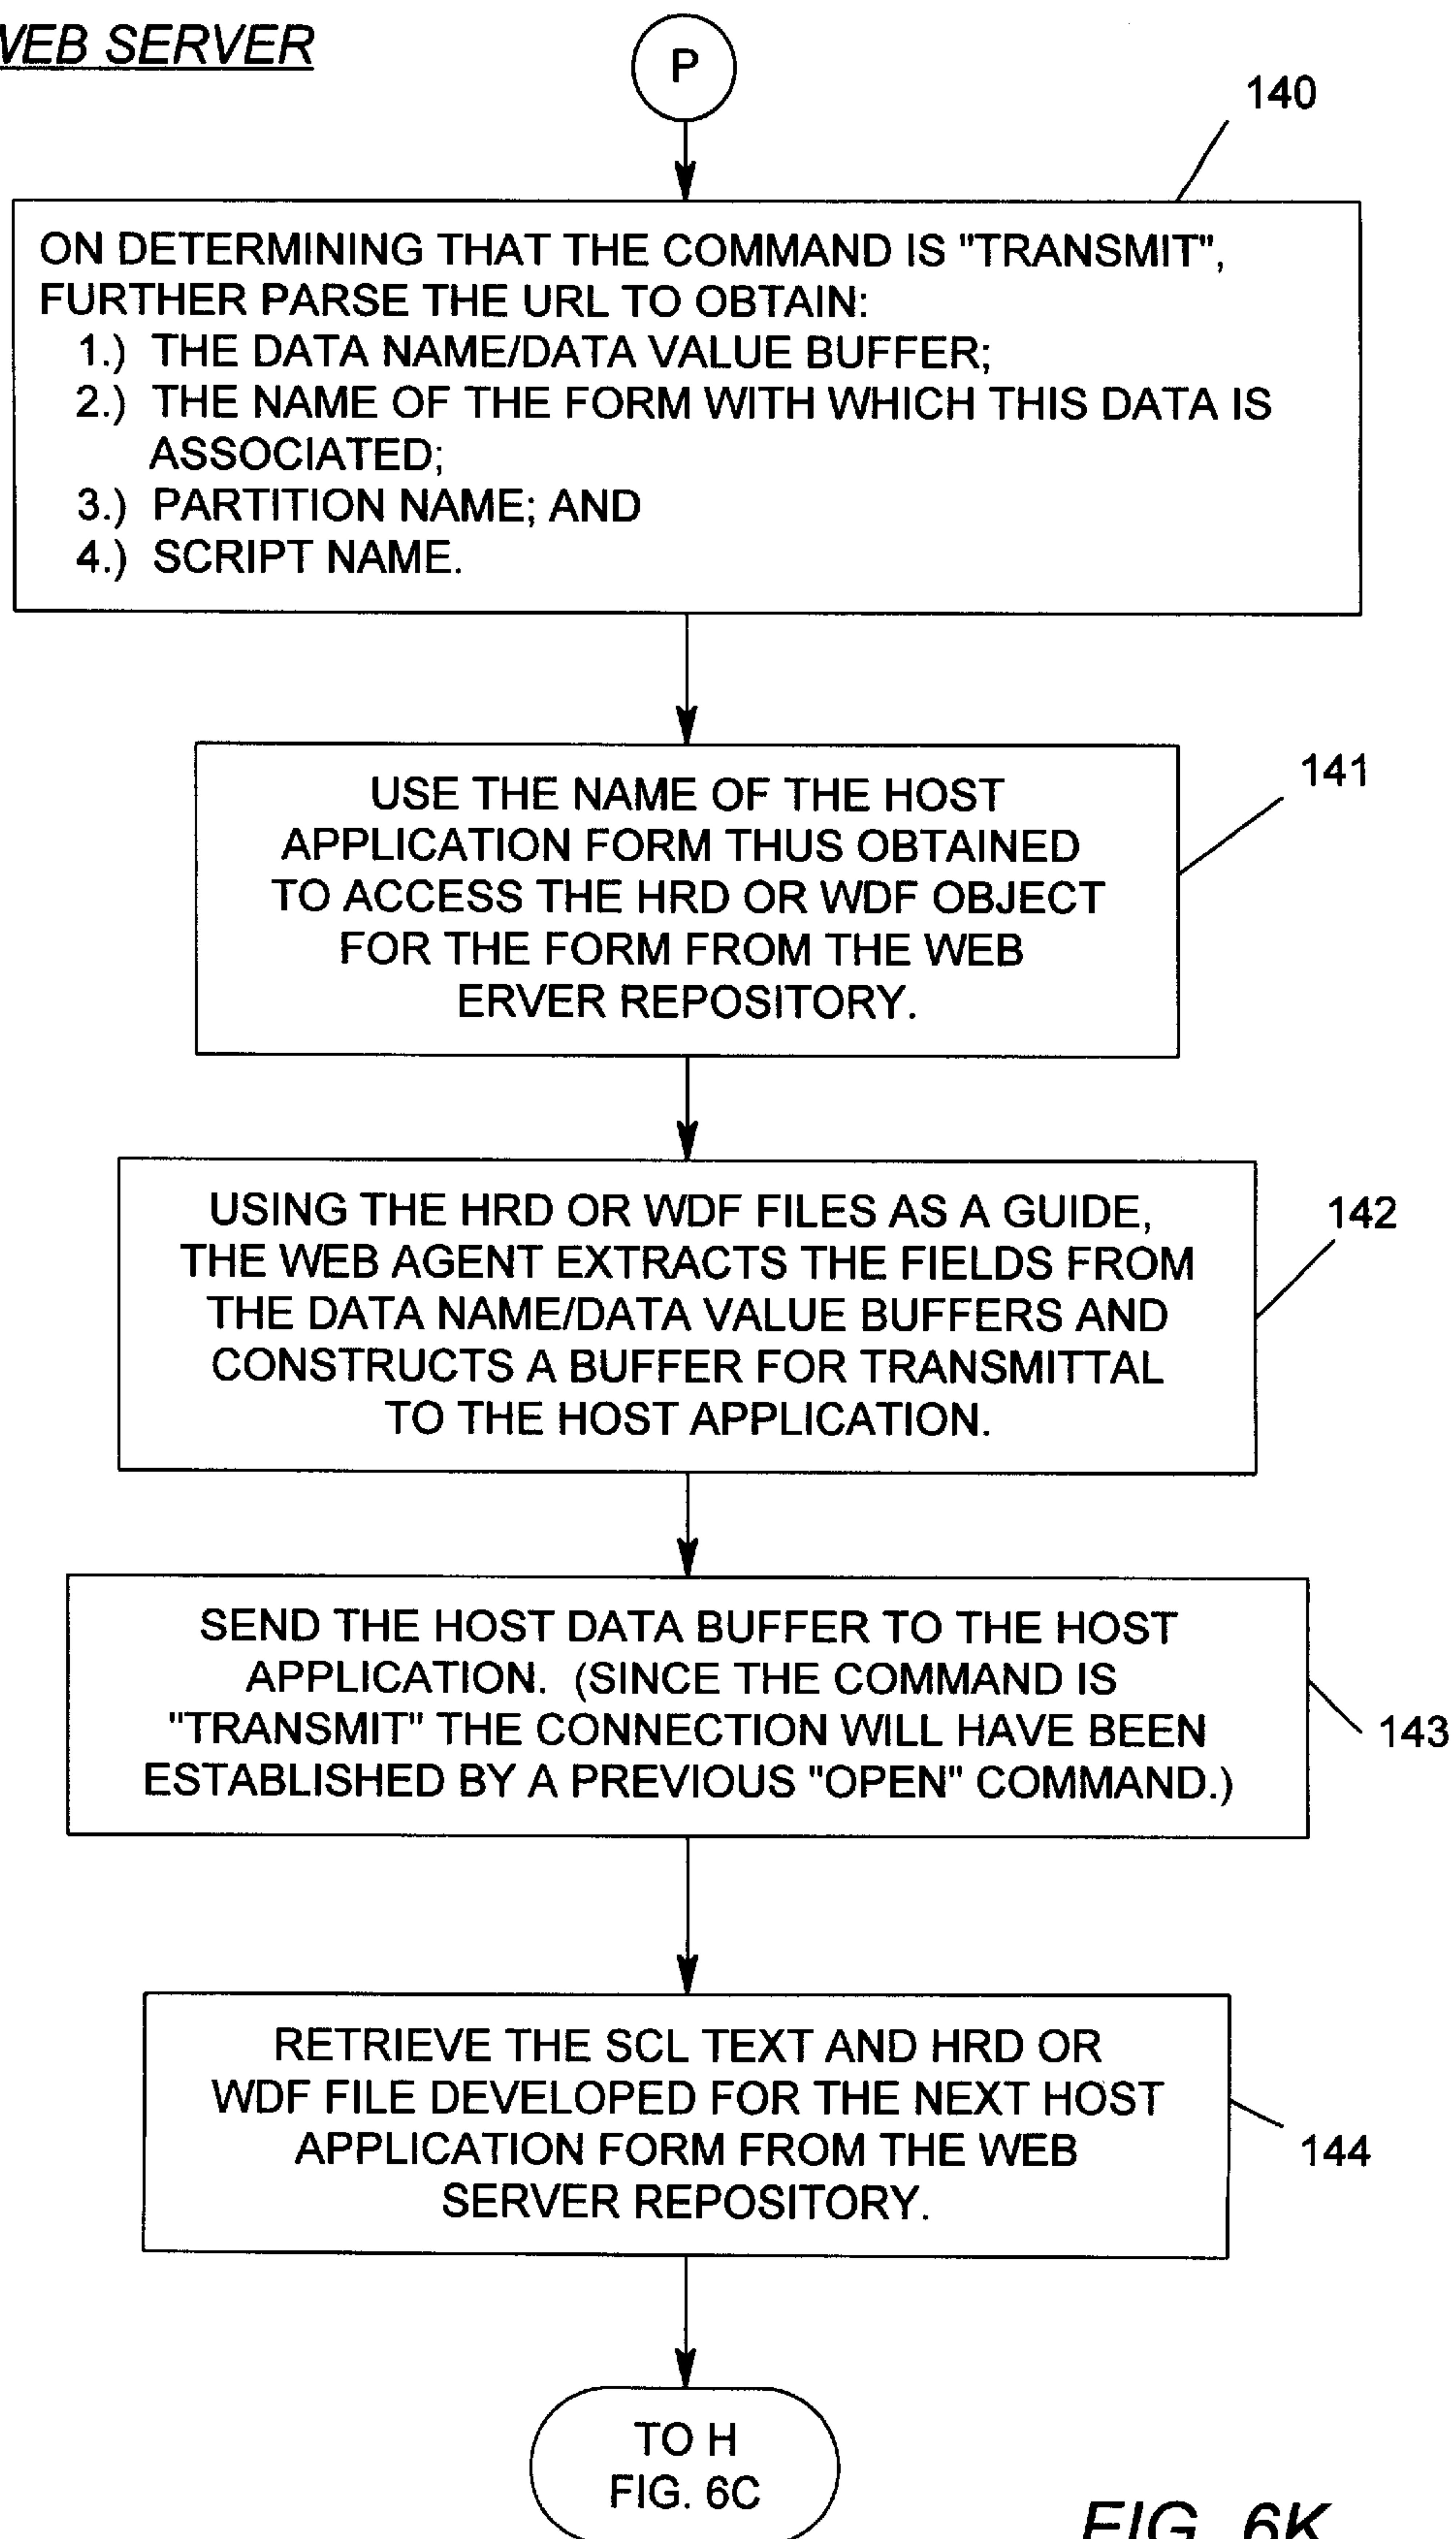 WEB SERVER
P
140
ON DETERMINING THAT THE COMMAND IS "TRANSMIT",
FURTHER PARSE THE URL TO OBTAIN:
1.) THE DATA NAME/DATA VALUE BUFFER;
2.) THE NAME OF THE FORM WITH WHICH THIS DATA IS
ASSOCIATED;
3.) PARTITION NAME; AND
4.) SCRIPT NAME.
141
USE THE NAME OF THE HOST
APPLICATION FORM THUS OBTAINED
TO ACCESS THE HRD OR WDF OBJECT
FOR THE FORM FROM THE WEB
ERVER REPOSITORY.
142
USING THE HRD OR WDF FILES AS A GUIDE,
THE WEB AGENT EXTRACTS THE FIELDS FROM
THE DATA NAME/DATA VALUE BUFFERS AND
CONSTRUCTS A BUFFER FOR TRANSMITTAL
TO THE HOST APPLICATION.
SEND THE HOST DATA BUFFER TO THE HOST
APPLICATION. (SINCE THE COMMAND IS
"TRANSMIT" THE CONNECTION WILL HAVE BEEN
ESTABLISHED BY A PREVIOUS "OPEN" COMMAND.)
143
RETRIEVE THE SCL TEXT AND HRD OR
WDF FILE DEVELOPED FOR THE NEXT HOST
APPLICATION FORM FROM THE WEB
SERVER REPOSITORY.
144
TO H
FIG. 6C
FIG. 6K